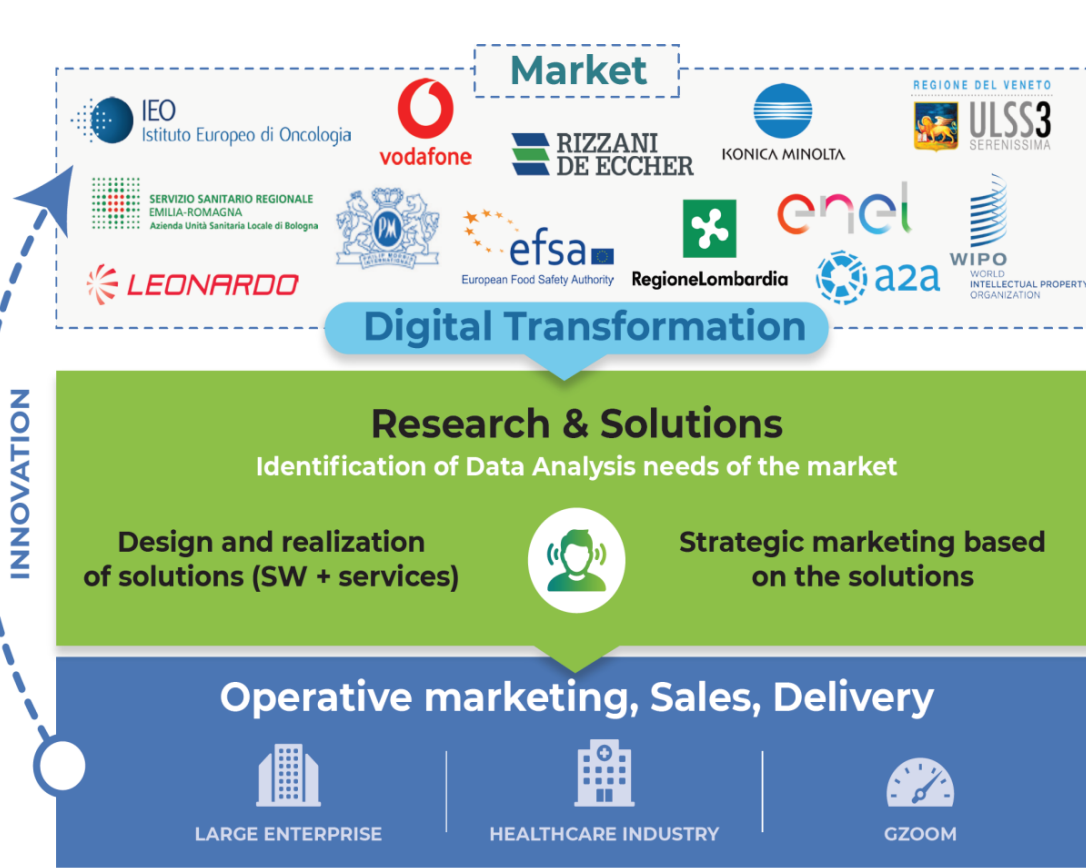 Market
IEO
Istituto Europeo di Oncologia
vodafone
RIZZANI
DE ECCHER
KONICA MINOLTA
REGIONE DEL VENETO
ULSS3
SERENISSIMA
SERVIZIO SANITARIO REGIONALE
EMILIA-ROMAGNA
Azienda Unità Sanitaria Locale di Bologna
PM
PHILIP MORRIS
INTERNATIONAL
efsa
European Food Safety Authority
RegioneLombardia
enel
a2a
WIPO
WORLD
INTELLECTUAL PROPERTY
ORGANIZATION
LEONARDO
Digital Transformation
INNOVATION
Research & Solutions
Identification of Data Analysis needs of the market
Design and realization
of solutions (SW + services)
Strategic marketing based
on the solutions
Operative marketing, Sales, Delivery
LARGE ENTERPRISE
HEALTHCARE INDUSTRY
GZOOM